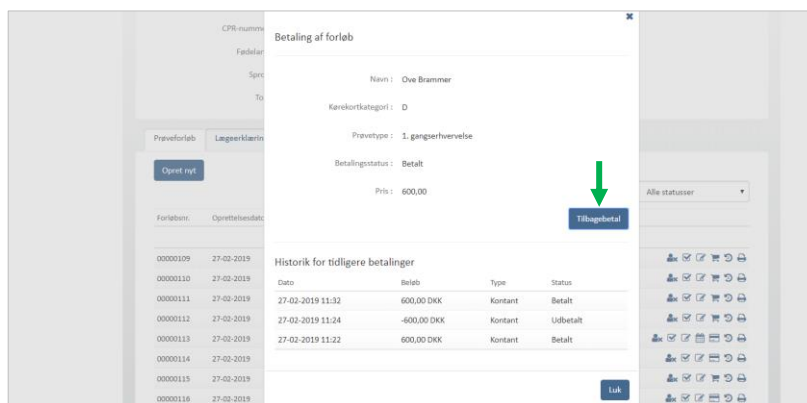 CPR-numme
Betaling af forløb
Fødelan
Spro
Navn : Ove Brammer
To
Kørekortkategori : D
Prøveforløb Lægeerklærin
Prøvetype : 1. gangserhvervelse
Opret nyt
Betalingsstatus : Betalt
Pris : 600,00
Alle statusser
Tilbagebetal
Forløbsnr. Oprettelsesdato
Historik for tidligere betalinger
Dato Beløb Type Status
27-02-2019 11:32 600,00 DKK Kontant Betalt
27-02-2019 11:24 -600,00 DKK Kontant Udbetalt
27-02-2019 11:22 600,00 DKK Kontant Betalt
00000109 27-02-2019
00000110 27-02-2019
00000111 27-02-2019
00000112 27-02-2019
00000113 27-02-2019
00000114 27-02-2019
00000115 27-02-2019
00000116 27-02-2019
Luk